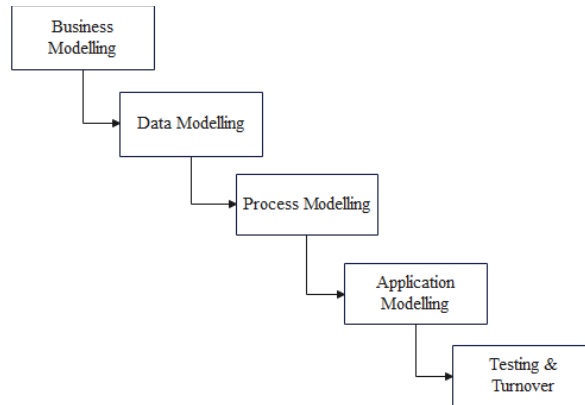 Business
Modelling
Data Modelling
Process Modelling
Application
Modelling
Testing &
Turnover